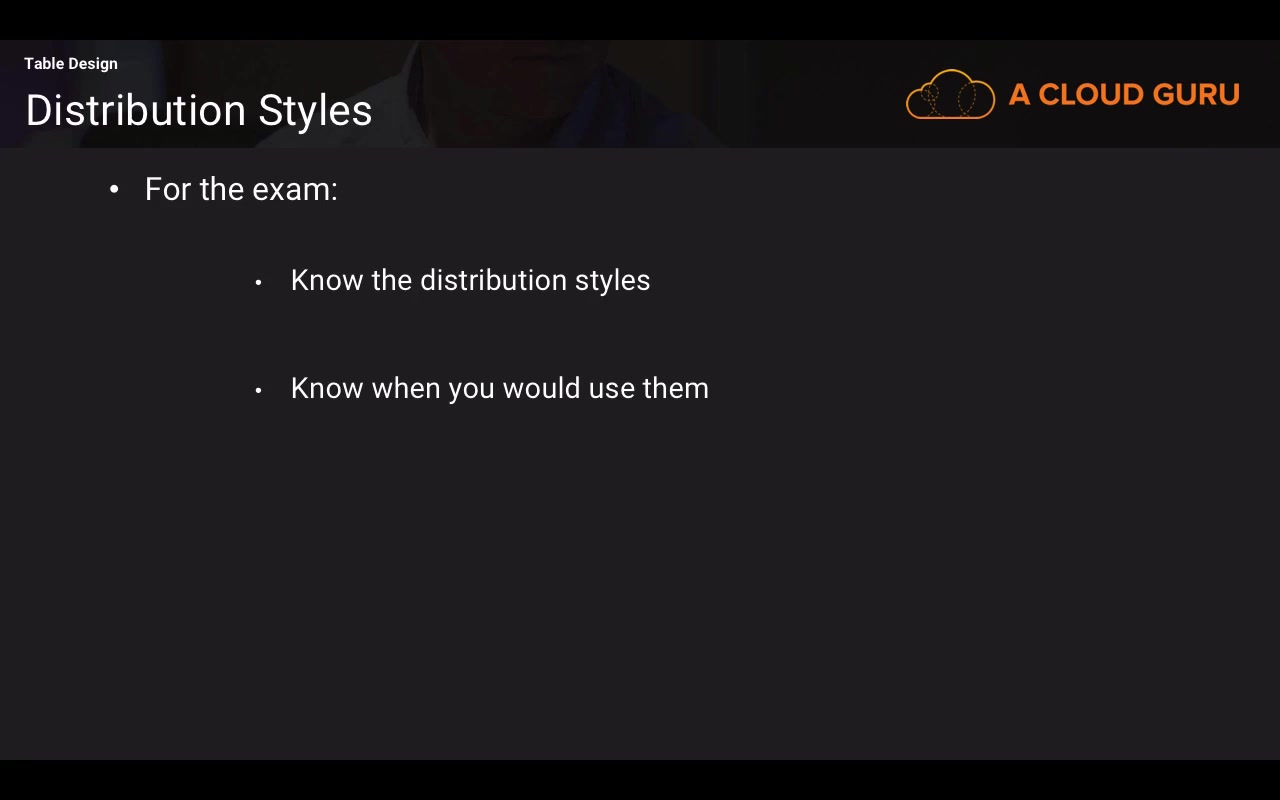 Table Design
Distribution Styles
A CLOUD GURU
• For the exam:
• Know the distribution styles
• Know when you would use them